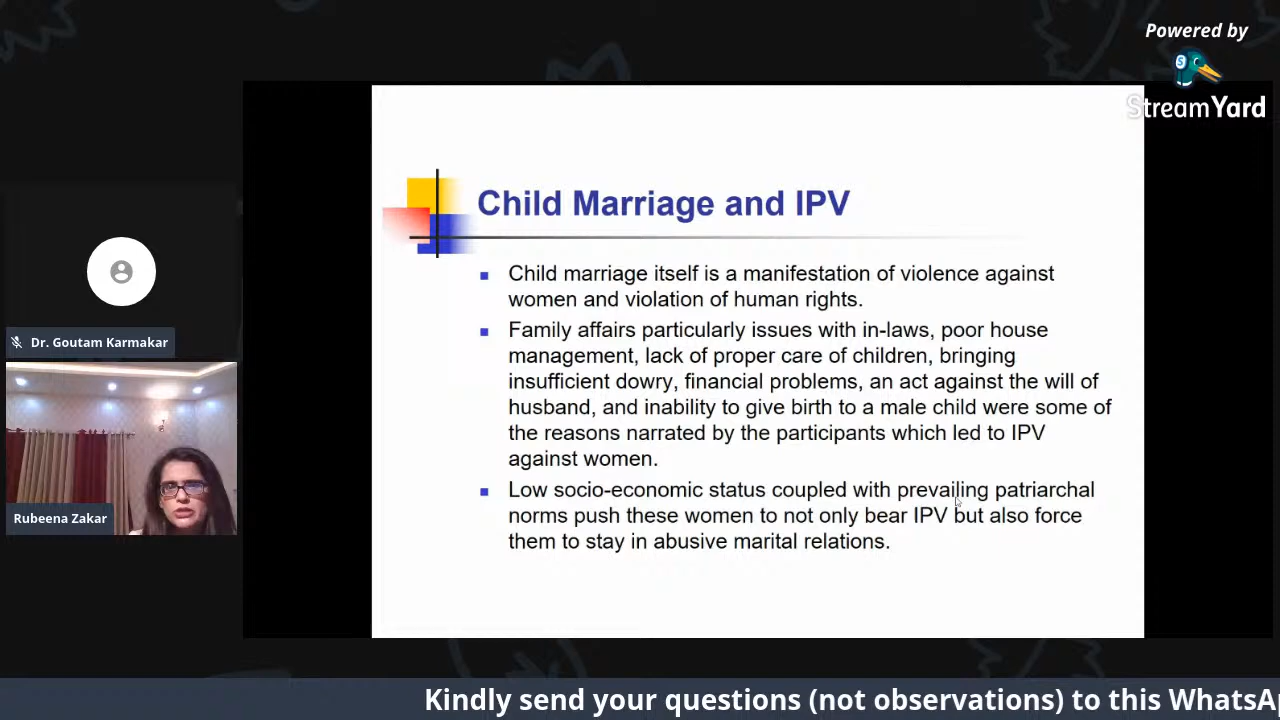 Powered by
StreamYard
Child Marriage and IPV
Child marriage itself is a manifestation of violence against
women and violation of human rights.
Family affairs particularly issues with in-laws, poor house
management, lack of proper care of children, bringing
insufficient dowry, financial problems, an act against the will of
husband, and inability to give birth to a male child were some of
the reasons narrated by the participants which led to IPV
against women.
Low socio-economic status coupled with prevailing patriarchal
norms push these women to not only bear IPV but also force
them to stay in abusive marital relations.
Dr. Goutam Karmakar
Rubeena Zakar
Kindly send your questions (not observations) to this WhatsAp